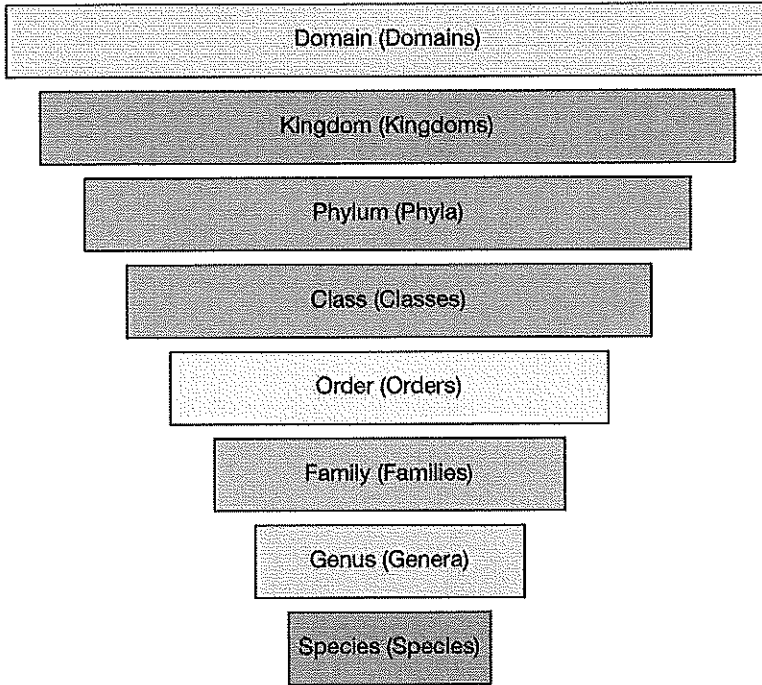 Domain (Domains)
Kingdom (Kingdoms)
Phylum (Phyla)
Class (Classes)
Order (Orders)
Family (Families)
Genus (Genera)
Species (Species)